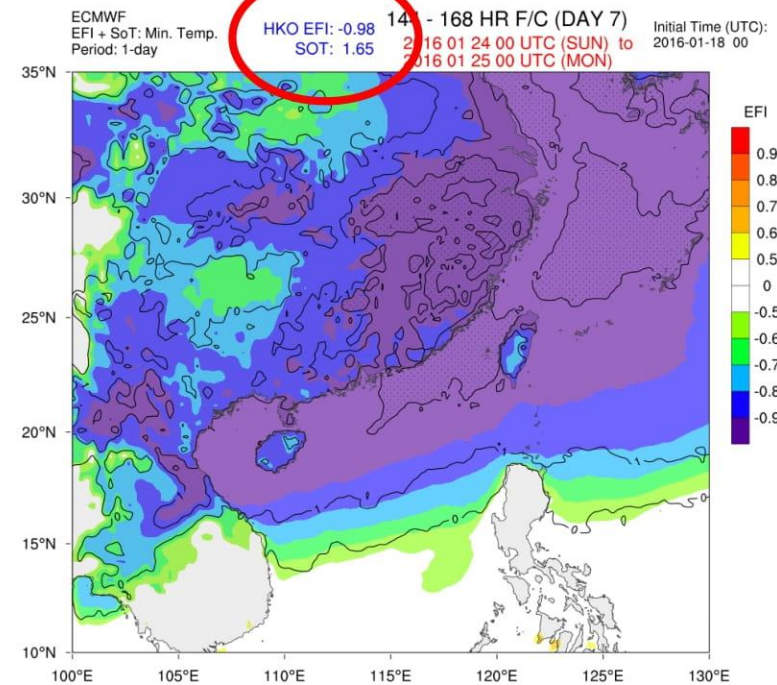 ECMWF
EFI + SoT: Min. Temp.
Period: 1-day
HKO EFI: -0.98
SOT: 1.65
144 - 168 HR F/C (DAY 7)
2016 01 24 00 UTC (SUN) to
2016 01 25 00 UTC (MON)
Initial Time (UTC):
2016-01-18 00
35°N
30°N
25°N
20°N
15°N
10°N
100°E
105°E
110°E
115°E
120°E
125°E
130°E
EFI
0.9
0.8
0.7
0.6
0.5
0
-0.5
-0.6
-0.7
-0.8
-0.9